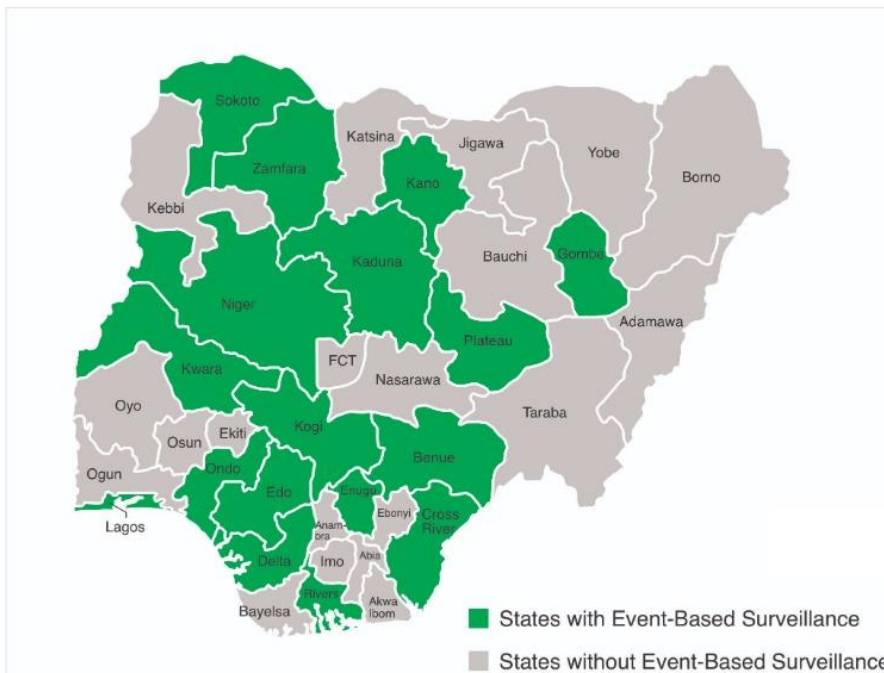 Sokoto
Katsina
Jigawa
Yobe
Zamfara
Kano
Borno
Kebbi
Gombe
Bauchi
Kaduna
Niger
Adamawa
Plateau
FCT
Kwara
Nasarawa
Oyo
Taraba
Kogi
Ekiti
Osun
Benue
Ondo
Ogun
Edo
Enugu
Ebonyi
Cross
River
Lagos
Anam-
bra
Delta
Imo
Abia
Rivers
Bayelsa
Akwa
Ibom
States with Event-Based Surveillance
States without Event-Based Surveillance